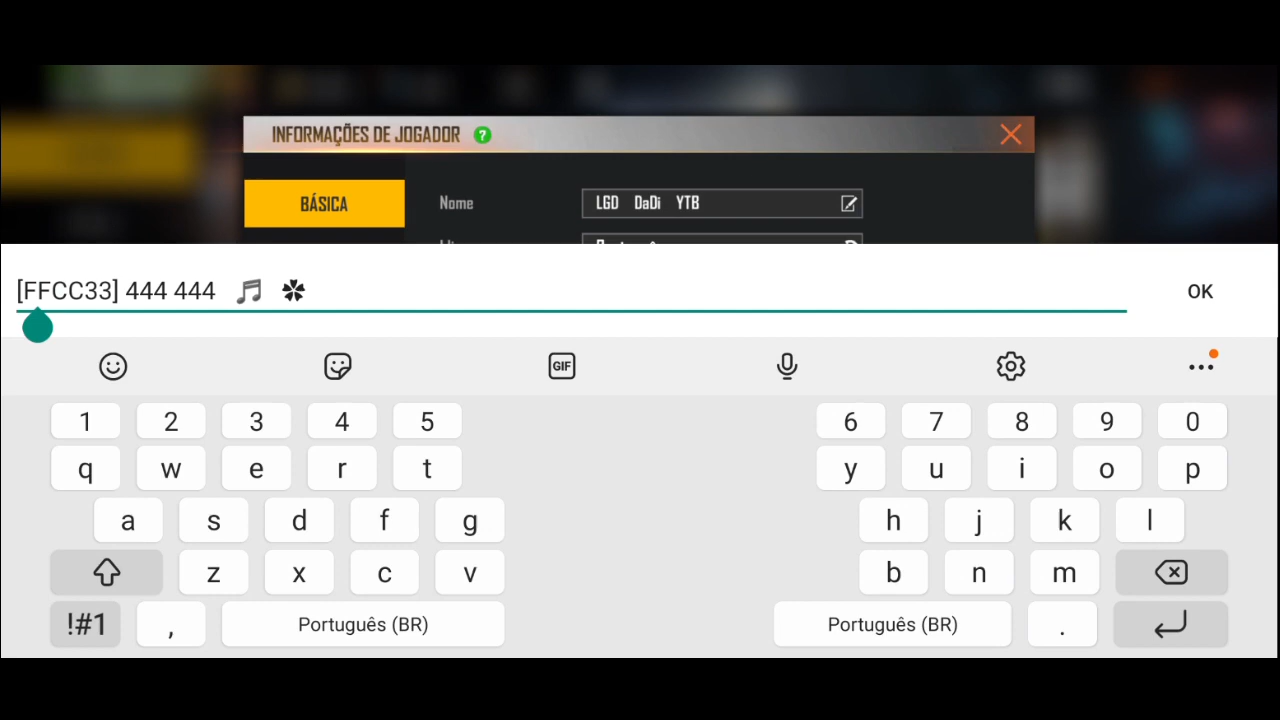 INFORMAÇÕES DE JOGADOR ?
BÁSICA
Nome
LGD DaDi YTB
[FFCC33] 444 444 🎵 ✽
OK
GIF
1 2 3 4 5 6 7 8 9 0
q w e r t y u i o p
a s d f g h j k l
z x c v b n m
!#1 , Português (BR) Português (BR) .